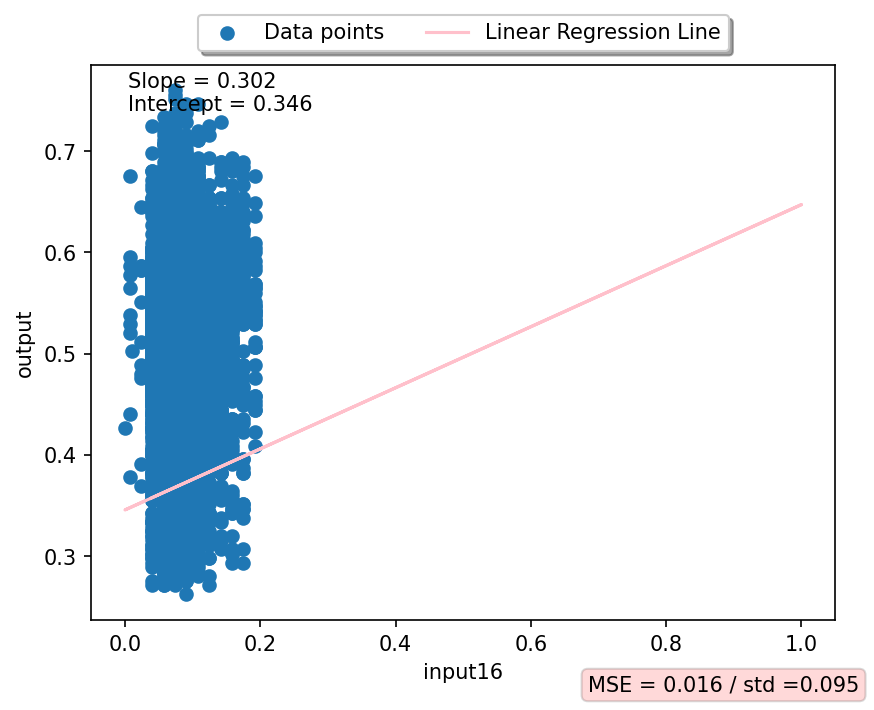 Data points
Linear Regression Line
Slope = 0.302
Intercept = 0.346
0.7
0.6
0.5
0.4
0.3
output
0.0 0.2 0.4 0.6 0.8 1.0
input16
MSE = 0.016 / std =0.095